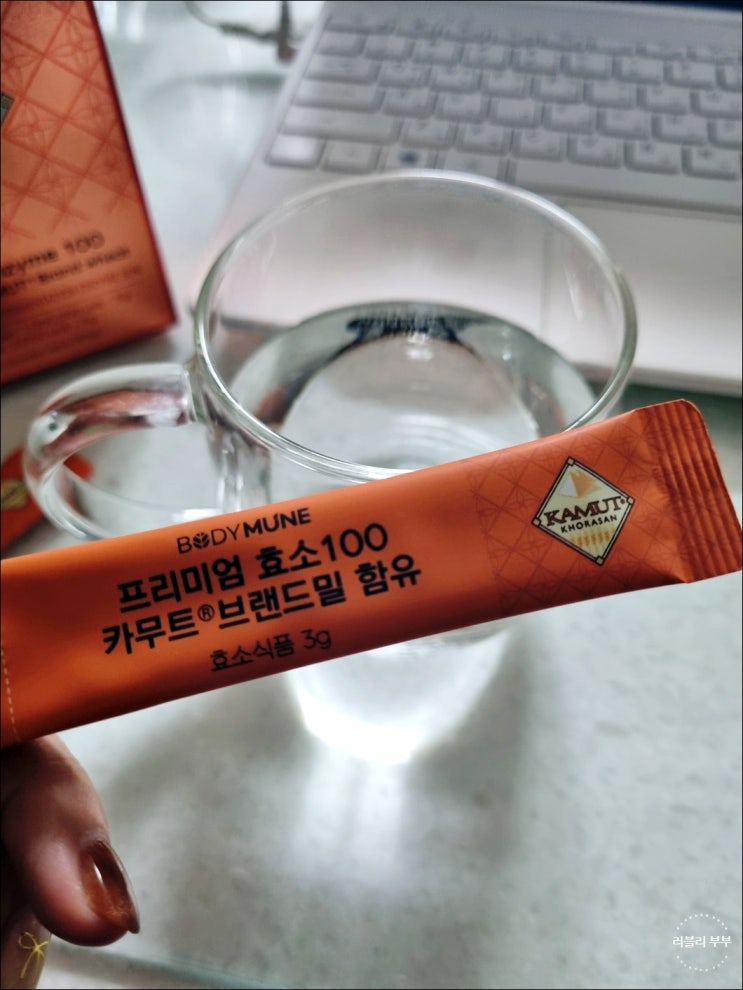 zyme 100
BODYMUNE
프리미엄 효소100
카무트®브랜드밀 함유
효소식품 3g
KAMUT®
KHORASAN
러블리 부부